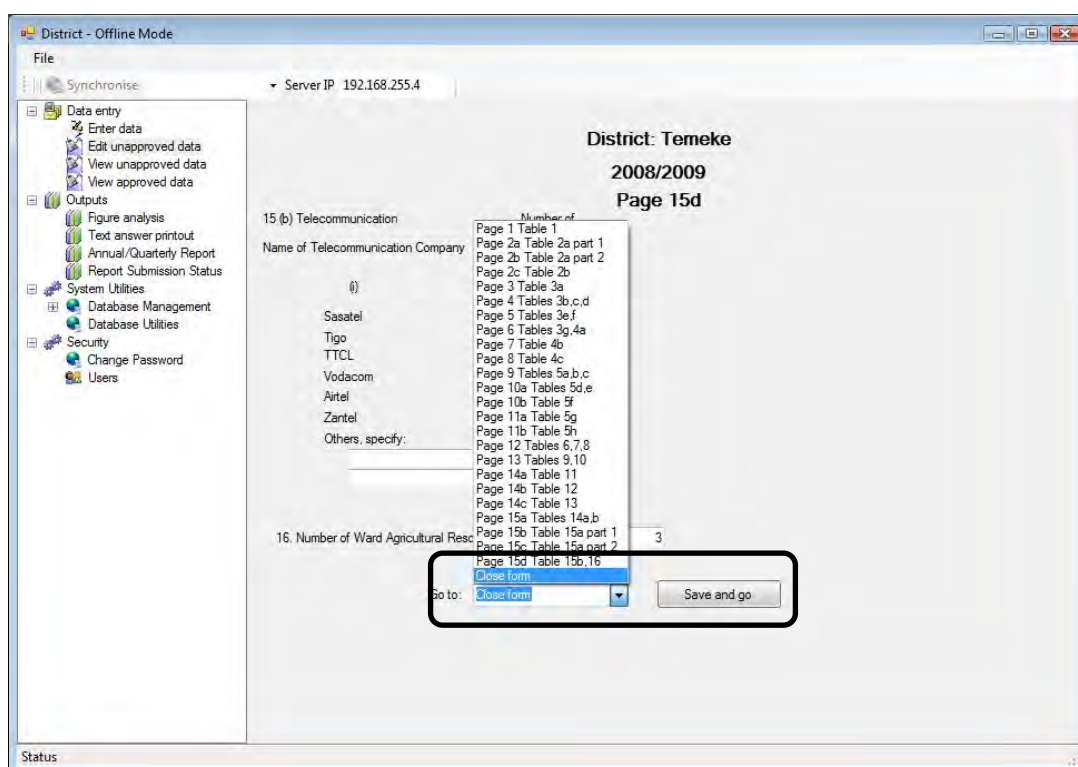 District - Offline Mode
File
Synchronise
Server IP 192.168.255.4
Data entry
Enter data
Edit unapproved data
View unapproved data
View approved data
Outputs
Figure analysis
Text answer printout
Annual/Quarterly Report
Report Submission Status
System Utilities
Database Management
Database Utilities
Security
Change Password
Users
District: Temeke
2008/2009
Page 15d
15 (b) Telecommunication
Number of
Name of Telecommunication Company
(i)
Sasatel
Tigo
TTCL
Vodacom
Airtel
Zantel
Others, specify:
Page 1 Table 1
Page 2a Table 2a part 1
Page 2b Table 2a part 2
Page 2c Table 2b
Page 3 Table 3a
Page 4 Tables 3b,c,d
Page 5 Tables 3e,f
Page 6 Tables 3g,4a
Page 7 Table 4b
Page 8 Table 4c
Page 9 Tables 5a,b,c
Page 10a Tables 5d,e
Page 10b Table 5f
Page 11a Table 5g
Page 11b Table 5h
Page 12 Tables 6,7,8
Page 13 Tables 9,10
Page 14a Table 11
Page 14b Table 12
Page 14c Table 13
Page 15a Tables 14a,b
Page 15b Table 15a part 1
Page 15c Table 15a part 2
Page 15d Table 15b,16
Close form
16. Number of Ward Agricultural Reso
3
Go to: Close form
Save and go
Status